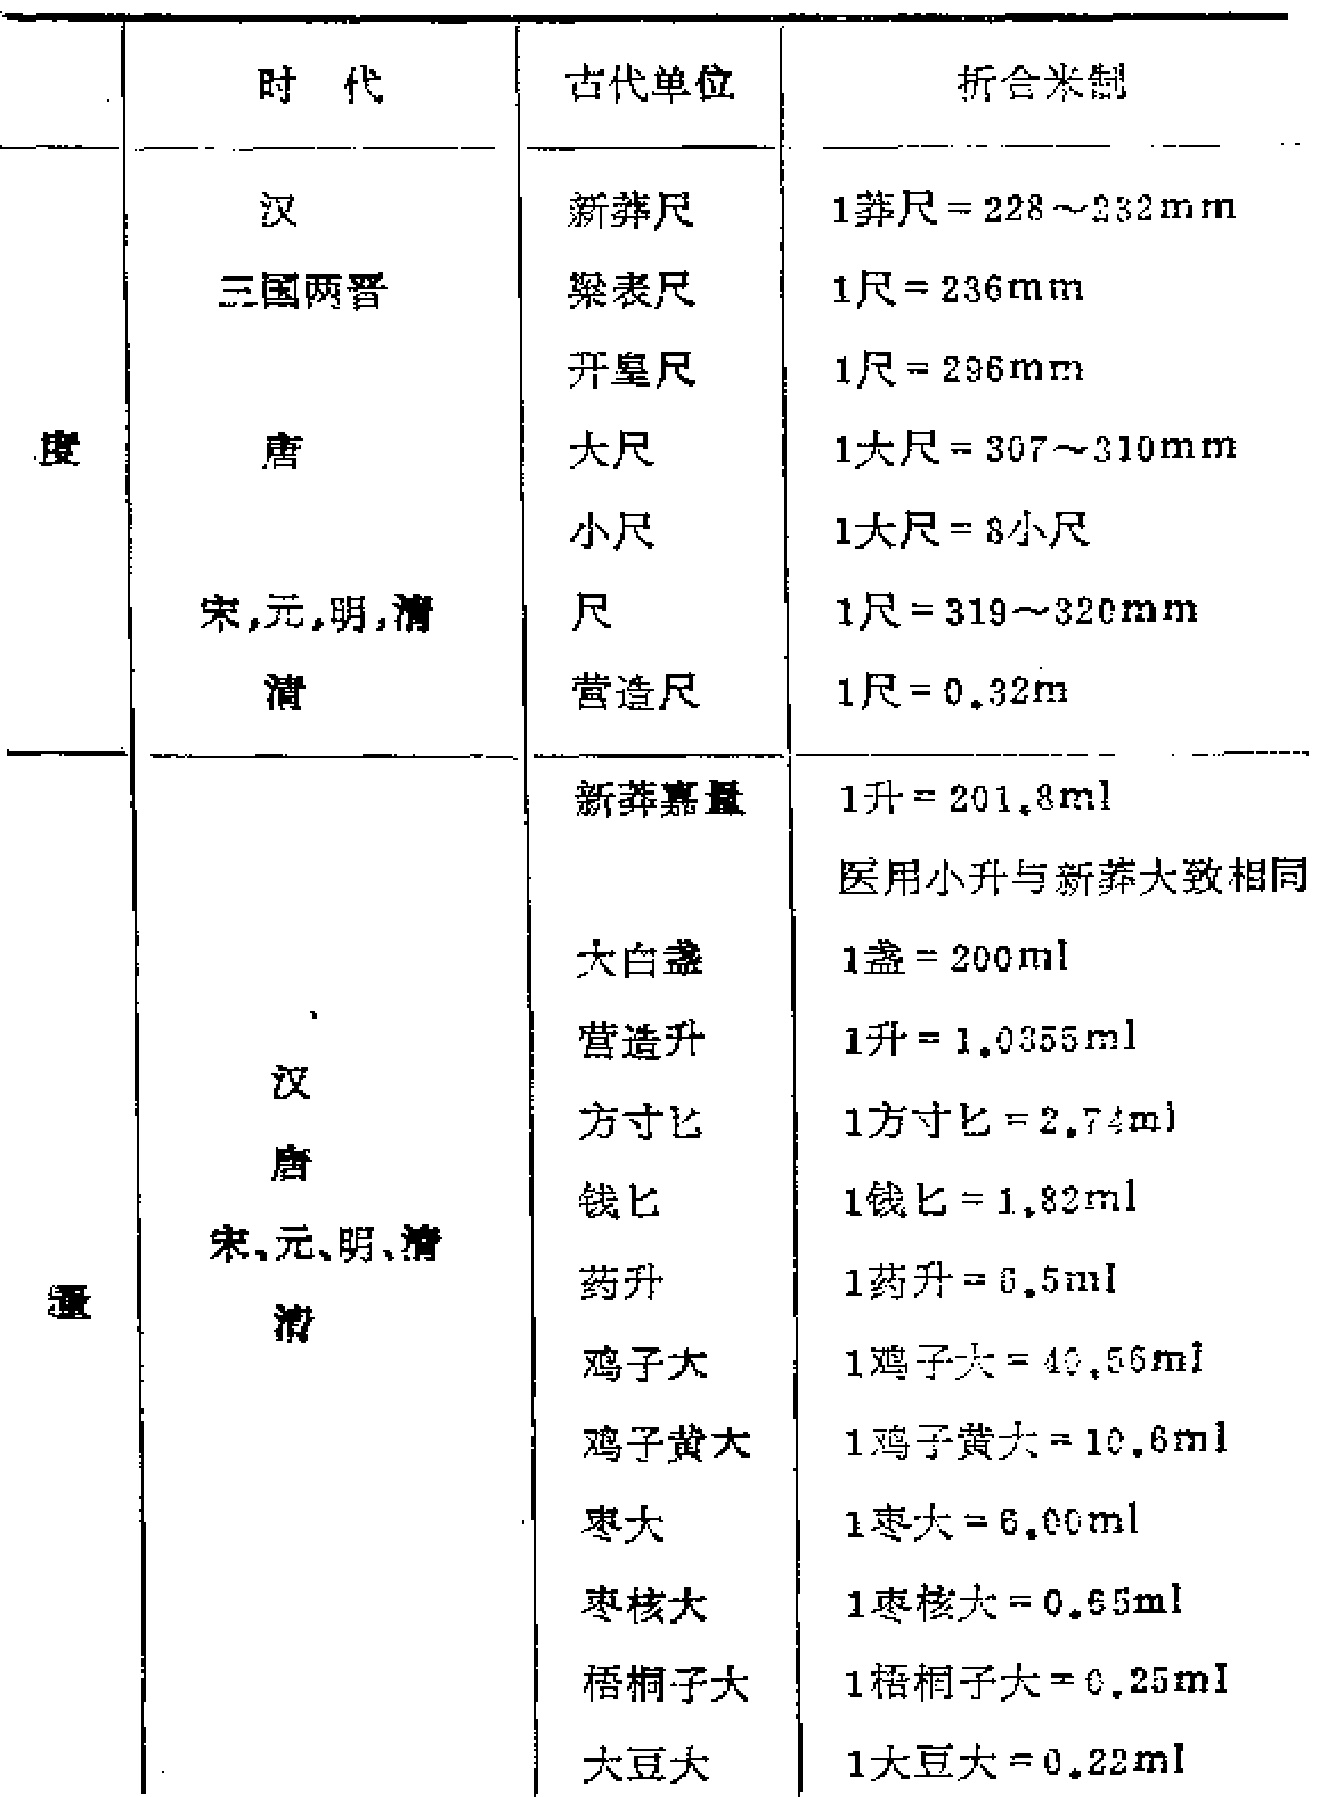 时 代 古代单位 折合米制
汉 新莽尺 1莽尺=228～232mm
三国两晋 梁表尺 1尺=236mm
开皇尺 1尺=296mm
度 唐 大尺 1大尺=307～310mm
小尺 1大尺=8小尺
宋,元,明,清 尺 1尺=319～320mm
清 营造尺 1尺=0.32m
新莽嘉量 1升=201.8ml
医用小升与新莽大致相同
大白盏 1盏=200ml
营造升 1升=1.0355ml
汉
方寸匕 1方寸匕=2.74ml
唐
钱匕 1钱匕=1.82ml
宋、元、明、清
量 药升 1药升=6.5ml
清
鸡子大 1鸡子大=40.56ml
鸡子黄大 1鸡子黄大=10.6ml
枣大 1枣大=6.00ml
枣核大 1枣核大=0.65ml
梧桐子大 1梧桐子大=0.25ml
大豆大 1大豆大=0.22ml